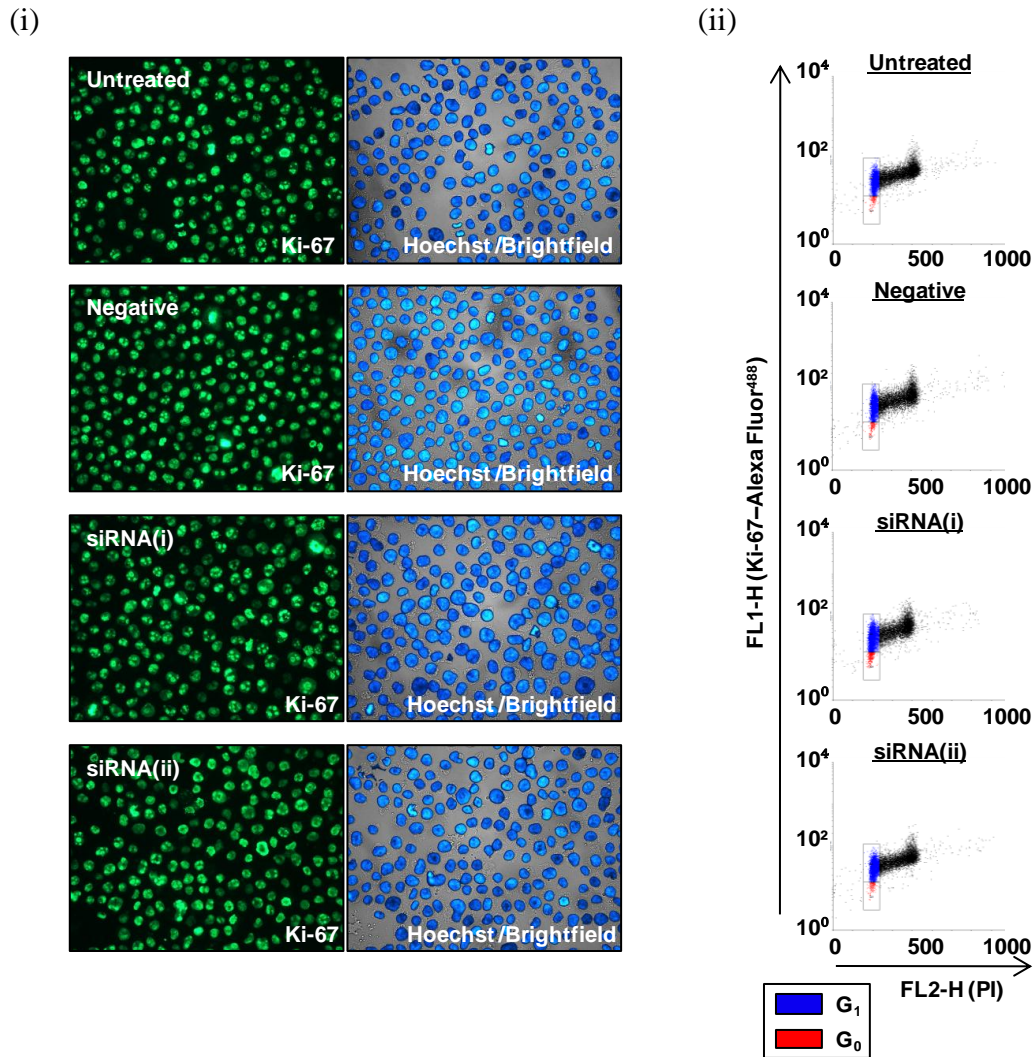 (i)
Untreated
Ki-67
Hoechst/Brightfield
Negative
Ki-67
Hoechst/Brightfield
siRNA(i)
Ki-67
Hoechst/Brightfield
siRNA(ii)
Ki-67
Hoechst/Brightfield
(ii)
FL1-H (Ki-67–Alexa Fluor⁴⁸⁸)
Untreated
10⁴
10²
10⁰
0 500 1000
Negative
10⁴
10²
10⁰
0 500 1000
siRNA(i)
10⁴
10²
10⁰
0 500 1000
siRNA(ii)
10⁴
10²
10⁰
0 500 1000
FL2-H (PI)
G₁
G₀